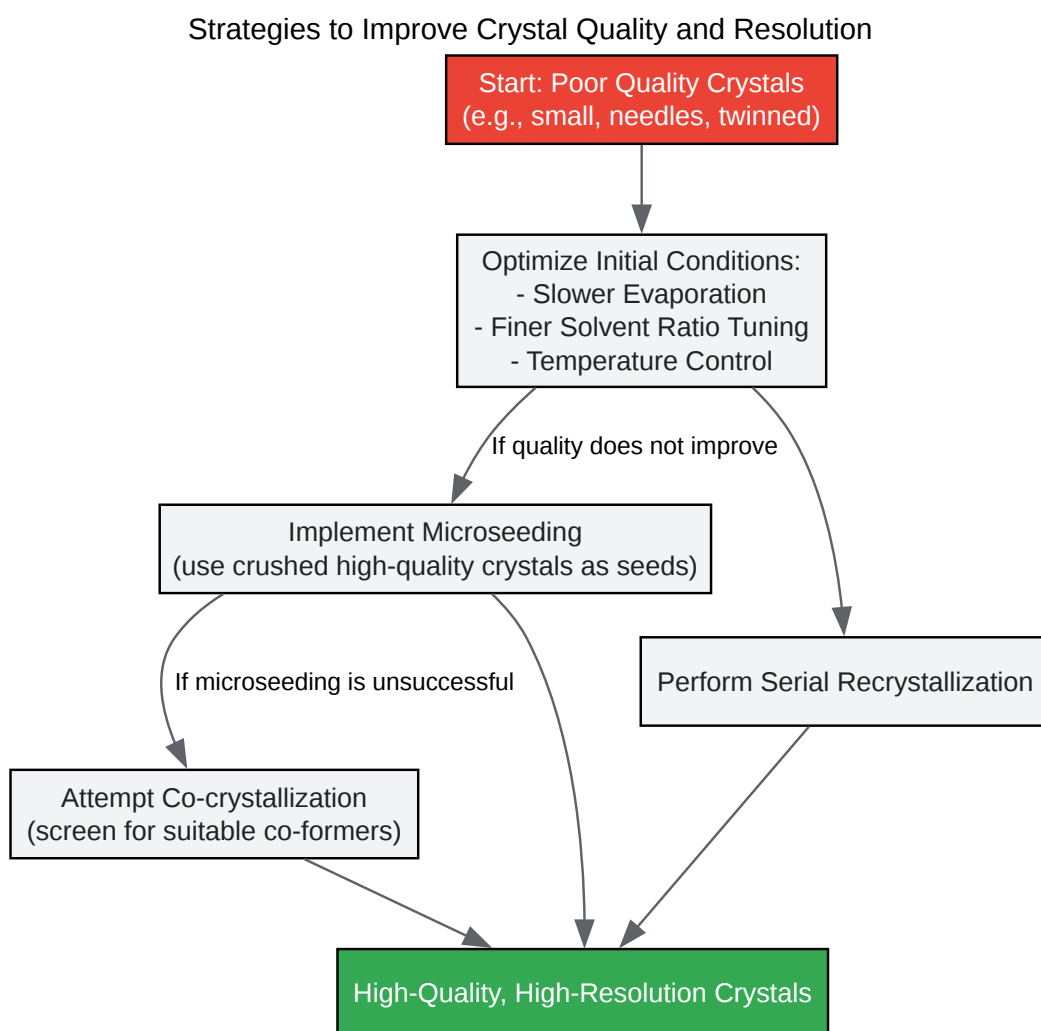 Strategies to Improve Crystal Quality and Resolution
Start: Poor Quality Crystals
(e.g., small, needles, twinned)
Optimize Initial Conditions:
- Slower Evaporation
- Finer Solvent Ratio Tuning
- Temperature Control
If quality does not improve
Implement Microseeding
(use crushed high-quality crystals as seeds)
If microseeding is unsuccessful
Perform Serial Recrystallization
Attempt Co-crystallization
(screen for suitable co-formers)
High-Quality, High-Resolution Crystals